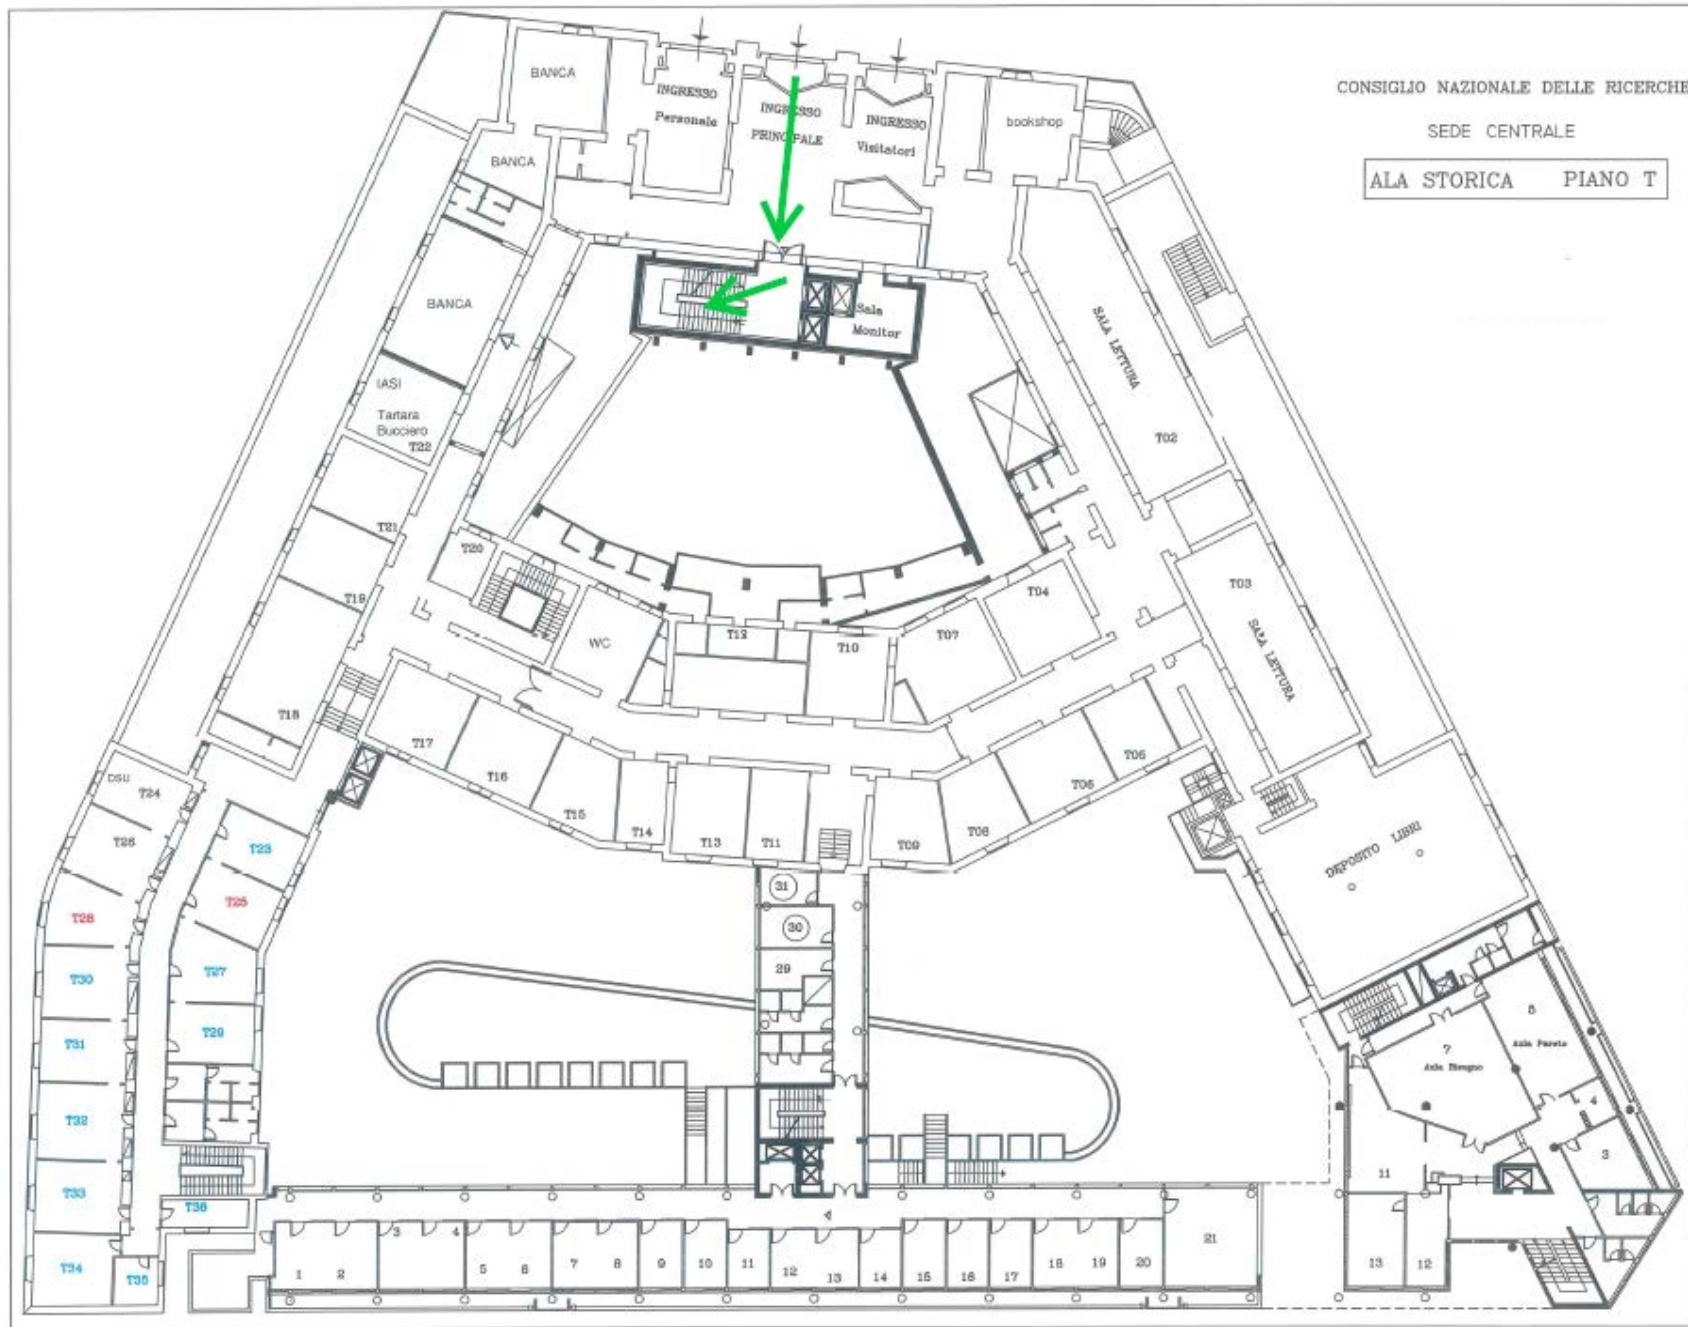 CONSIGLIO NAZIONALE DELLE RICERCHE
SEDE CENTRALE
ALA STORICA PIANO T
BANCA
INGRESSO
Personale
INGRESSO
PRINCIPALE
INGRESSO
Visitatori
bookshop
BANCA
BANCA
Sala
Monitor
SALA LETTURA
T02
IASI
Tartara
Bucciero
T22
T21
T20
T19
T18
WC
T12
T10
T07
T04
T03
SALA LETTURA
T17
T16
T15
T14
T13
T11
T09
T08
T06
T05
DEPOSITO LIBRI
DSU
T24
T26
T23
T25
T28
T27
T30
T29
T31
T32
T33
T36
T34
T35
31
30
29
7
Aula Bisogno
Aula Pareto
4
3
11
13
12
1
2
3
4
5
6
7
8
9
10
11
12
13
14
15
16
17
18
19
20
21